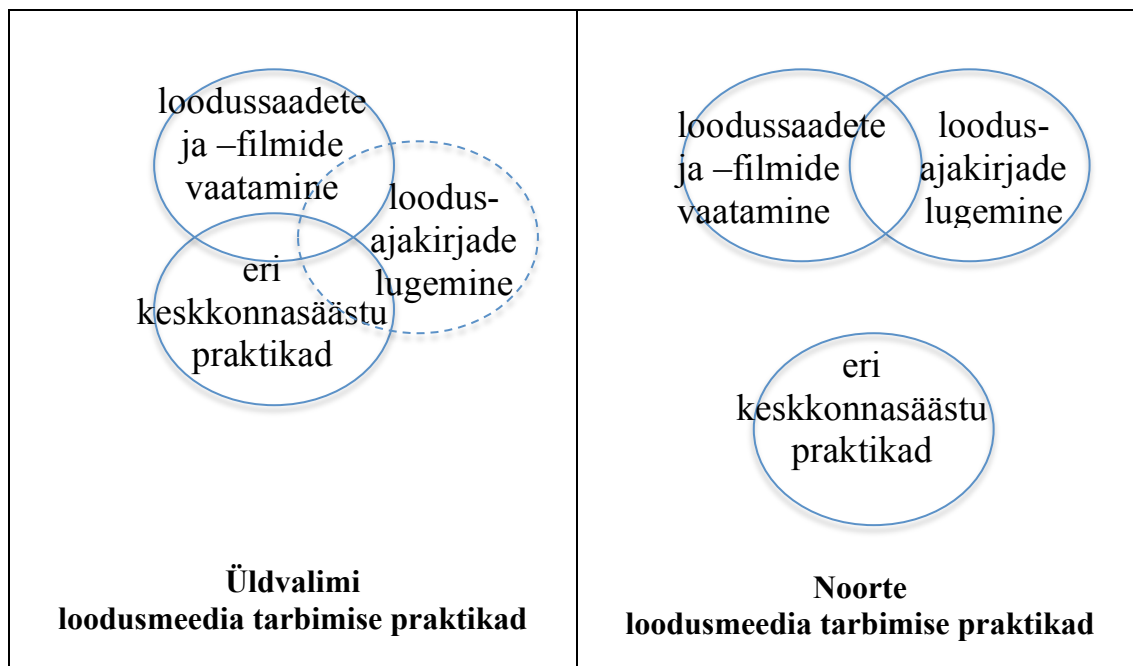 loodussaadete
ja –filmide
vaatamine
loodus-
ajakirjade
lugemine
eri
keskkonnasäästu
praktikad
Üldvalimi
loodusmeedia tarbimise praktikad
loodussaadete
ja –filmide
vaatamine
loodus-
ajakirjade
lugemine
eri
keskkonnasäästu
praktikad
Noorte
loodusmeedia tarbimise praktikad